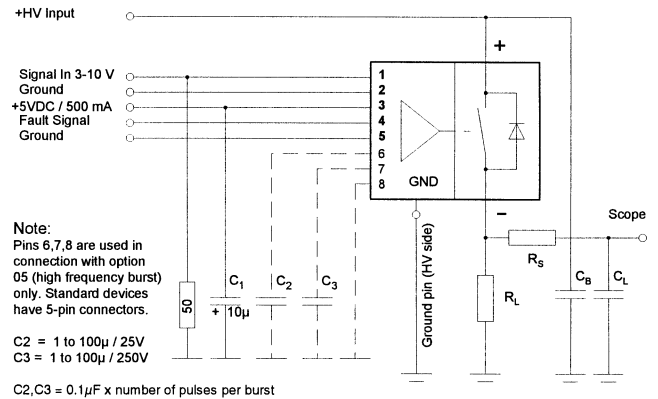 +HV Input
+
Signal In 3-10 V
1
Ground
2
+5VDC / 500 mA
3
Fault Signal
4
Ground
5
6
7
8
GND
–
Scope
Note:
Pins 6,7,8 are used in
connection with option
05 (high frequency burst)
only. Standard devices
have 5-pin connectors.
50
C1
+ 10µ
C2
C3
Ground pin (HV side)
RS
RL
CB
CL
C2 = 1 to 100µ / 25V
C3 = 1 to 100µ / 250V
C2,C3 = 0.1µF x number of pulses per burst